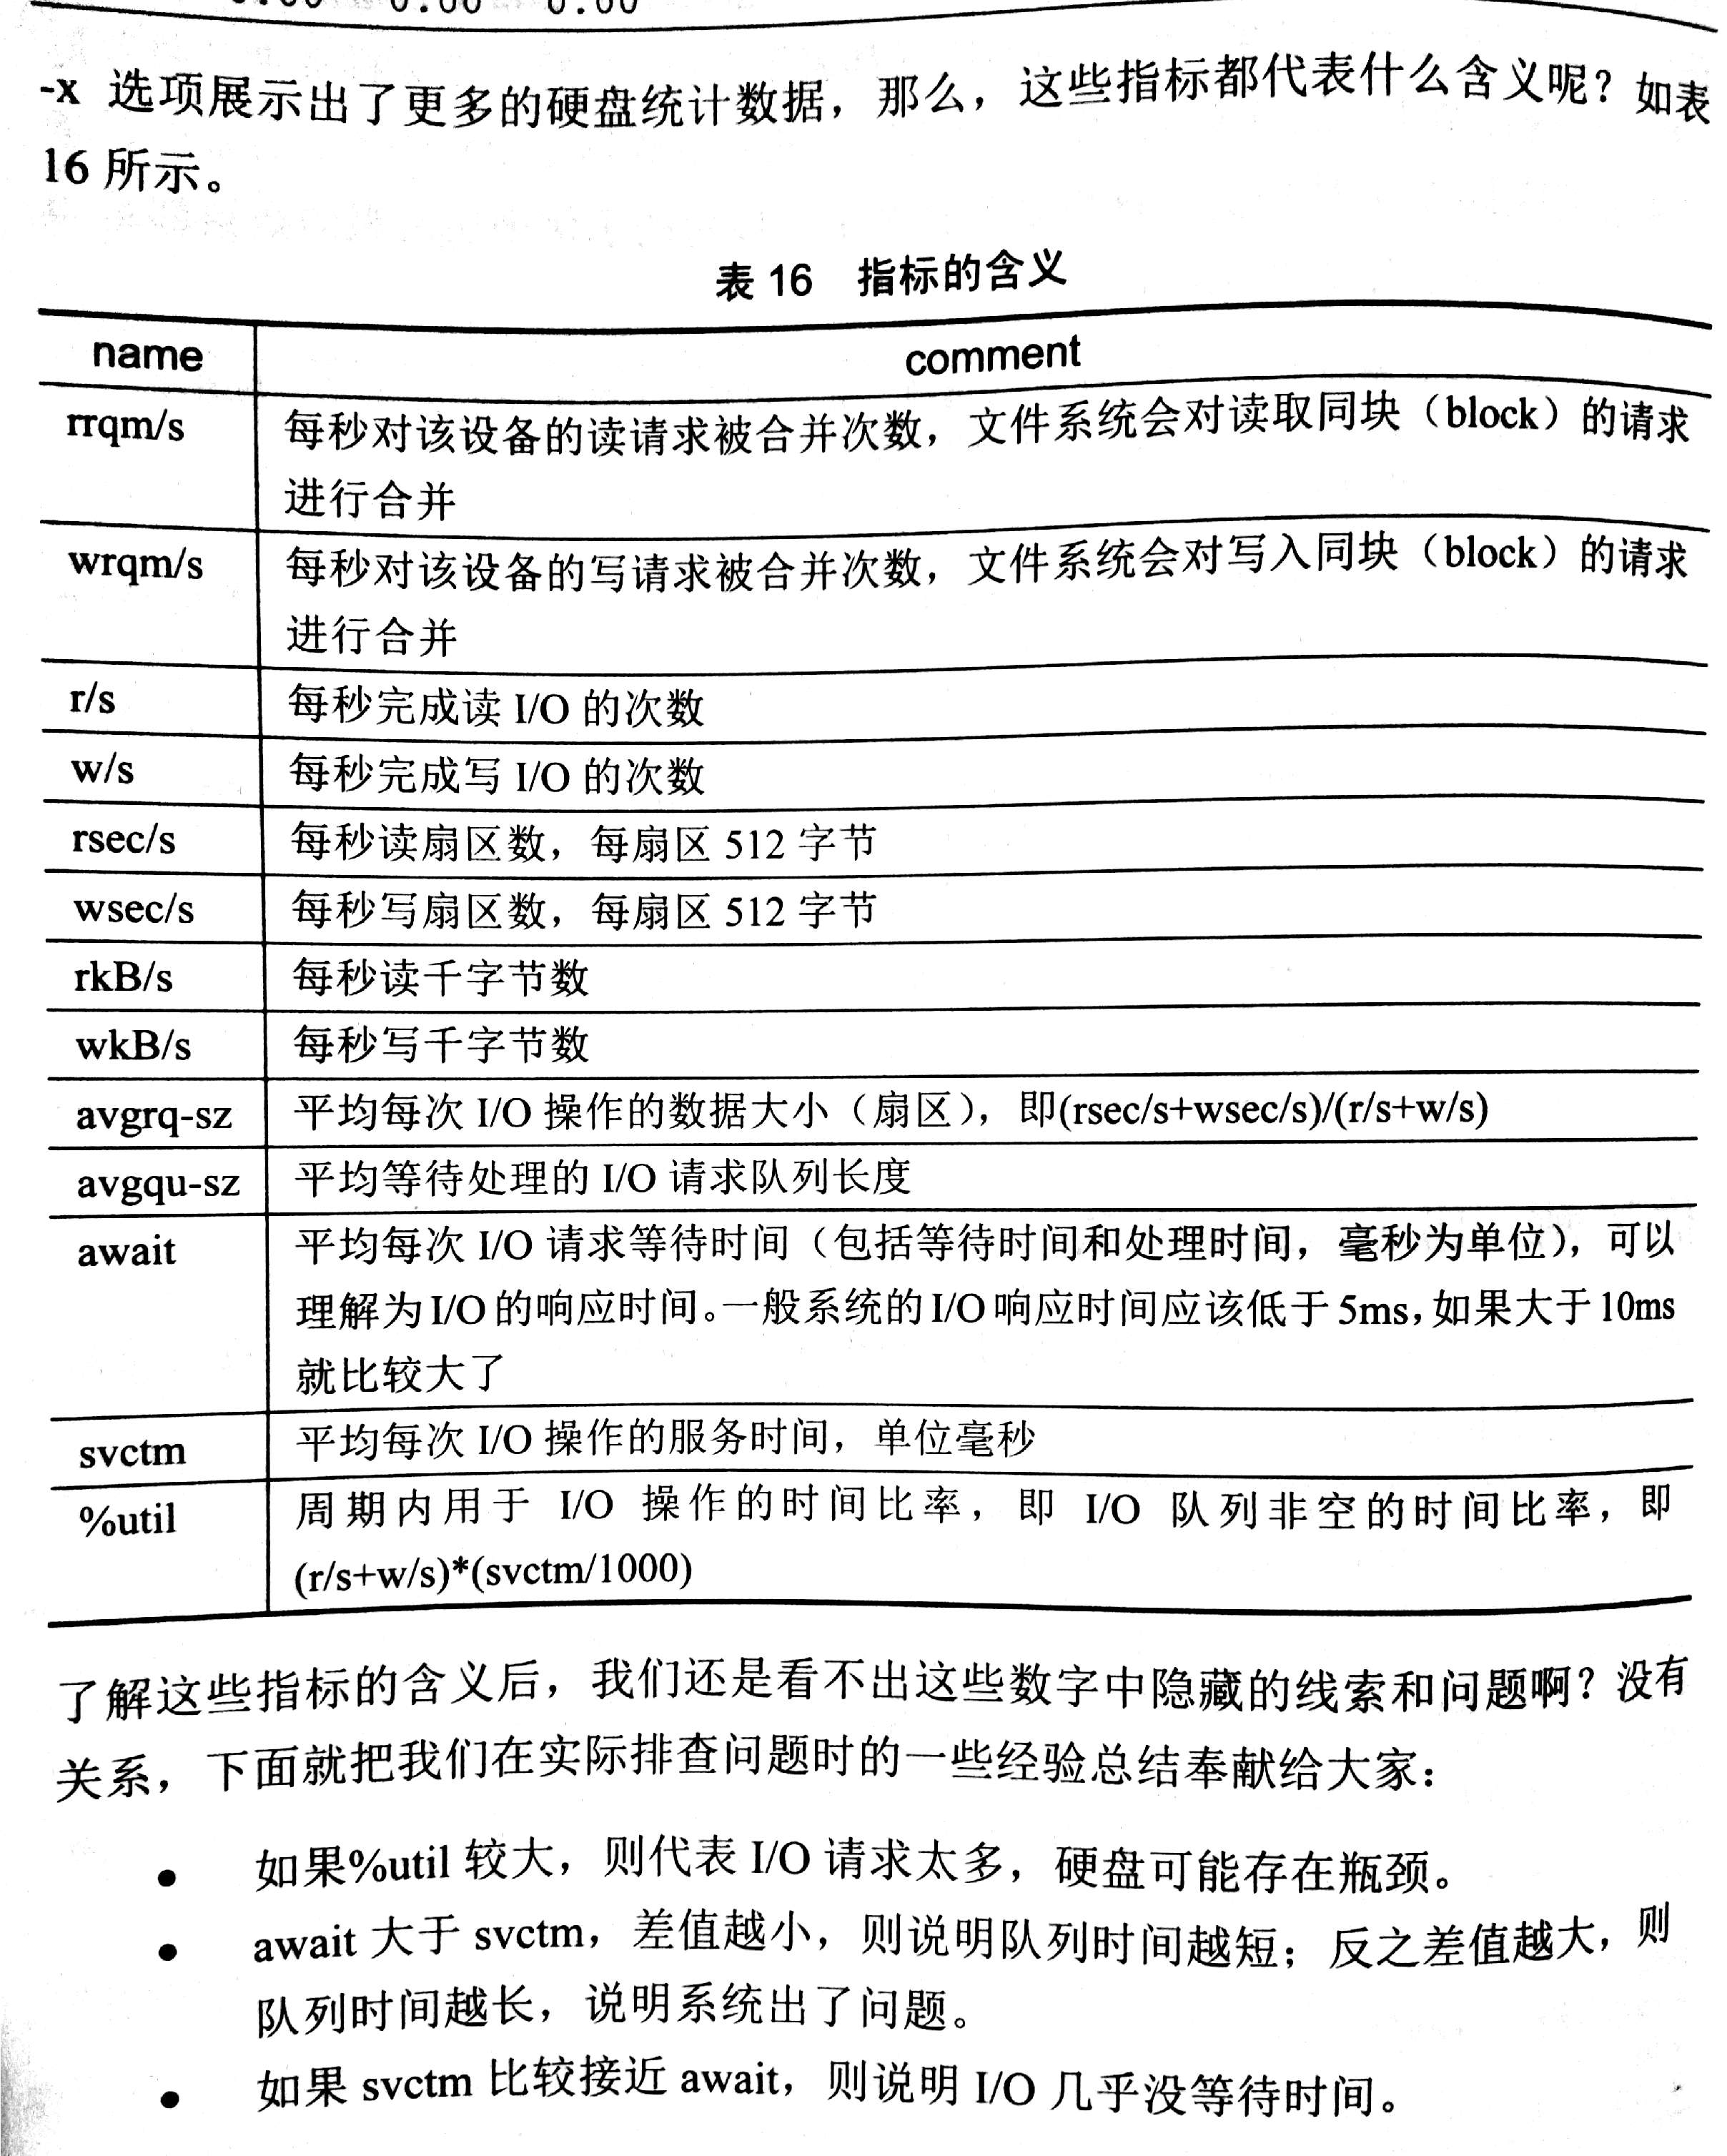 0.00 0.00 0.00
-x 选项展示出了更多的硬盘统计数据，那么，这些指标都代表什么含义呢？如表
16 所示。
表 16 指标的含义
name comment
rrqm/s 每秒对该设备的读请求被合并次数，文件系统会对读取同块（block）的请求
进行合并
wrqm/s 每秒对该设备的写请求被合并次数，文件系统会对写入同块（block）的请求
进行合并
r/s 每秒完成读 I/O 的次数
w/s 每秒完成写 I/O 的次数
rsec/s 每秒读扇区数，每扇区 512 字节
wsec/s 每秒写扇区数，每扇区 512 字节
rkB/s 每秒读千字节数
wkB/s 每秒写千字节数
avgrq-sz 平均每次 I/O 操作的数据大小（扇区），即(rsec/s+wsec/s)/(r/s+w/s)
avgqu-sz 平均等待处理的 I/O 请求队列长度
await 平均每次 I/O 请求等待时间（包括等待时间和处理时间，毫秒为单位），可以
理解为 I/O 的响应时间。一般系统的 I/O 响应时间应该低于 5ms，如果大于 10ms
就比较大了
svctm 平均每次 I/O 操作的服务时间，单位毫秒
%util 周期内用于 I/O 操作的时间比率，即 I/O 队列非空的时间比率，即
(r/s+w/s)*(svctm/1000)
了解这些指标的含义后，我们还是看不出这些数字中隐藏的线索和问题啊？没有
关系，下面就把我们在实际排查问题时的一些经验总结奉献给大家：
● 如果%util 较大，则代表 I/O 请求太多，硬盘可能存在瓶颈。
● await 大于 svctm，差值越小，则说明队列时间越短；反之差值越大，则
队列时间越长，说明系统出了问题。
● 如果 svctm 比较接近 await，则说明 I/O 几乎没等待时间。